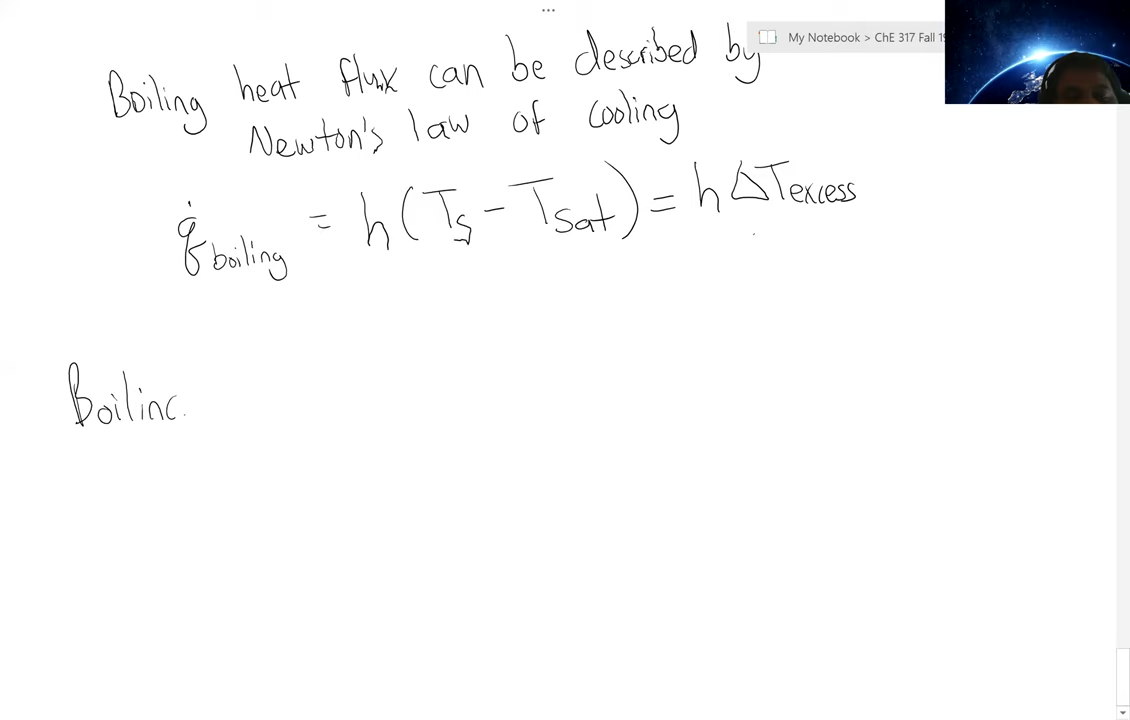 My Notebook > ChE 317 Fall 19
Boiling heat flux can be described by
Newton's law of cooling
q̇boiling = h(Ts - Tsat) = h ΔTexcess
Boilinc